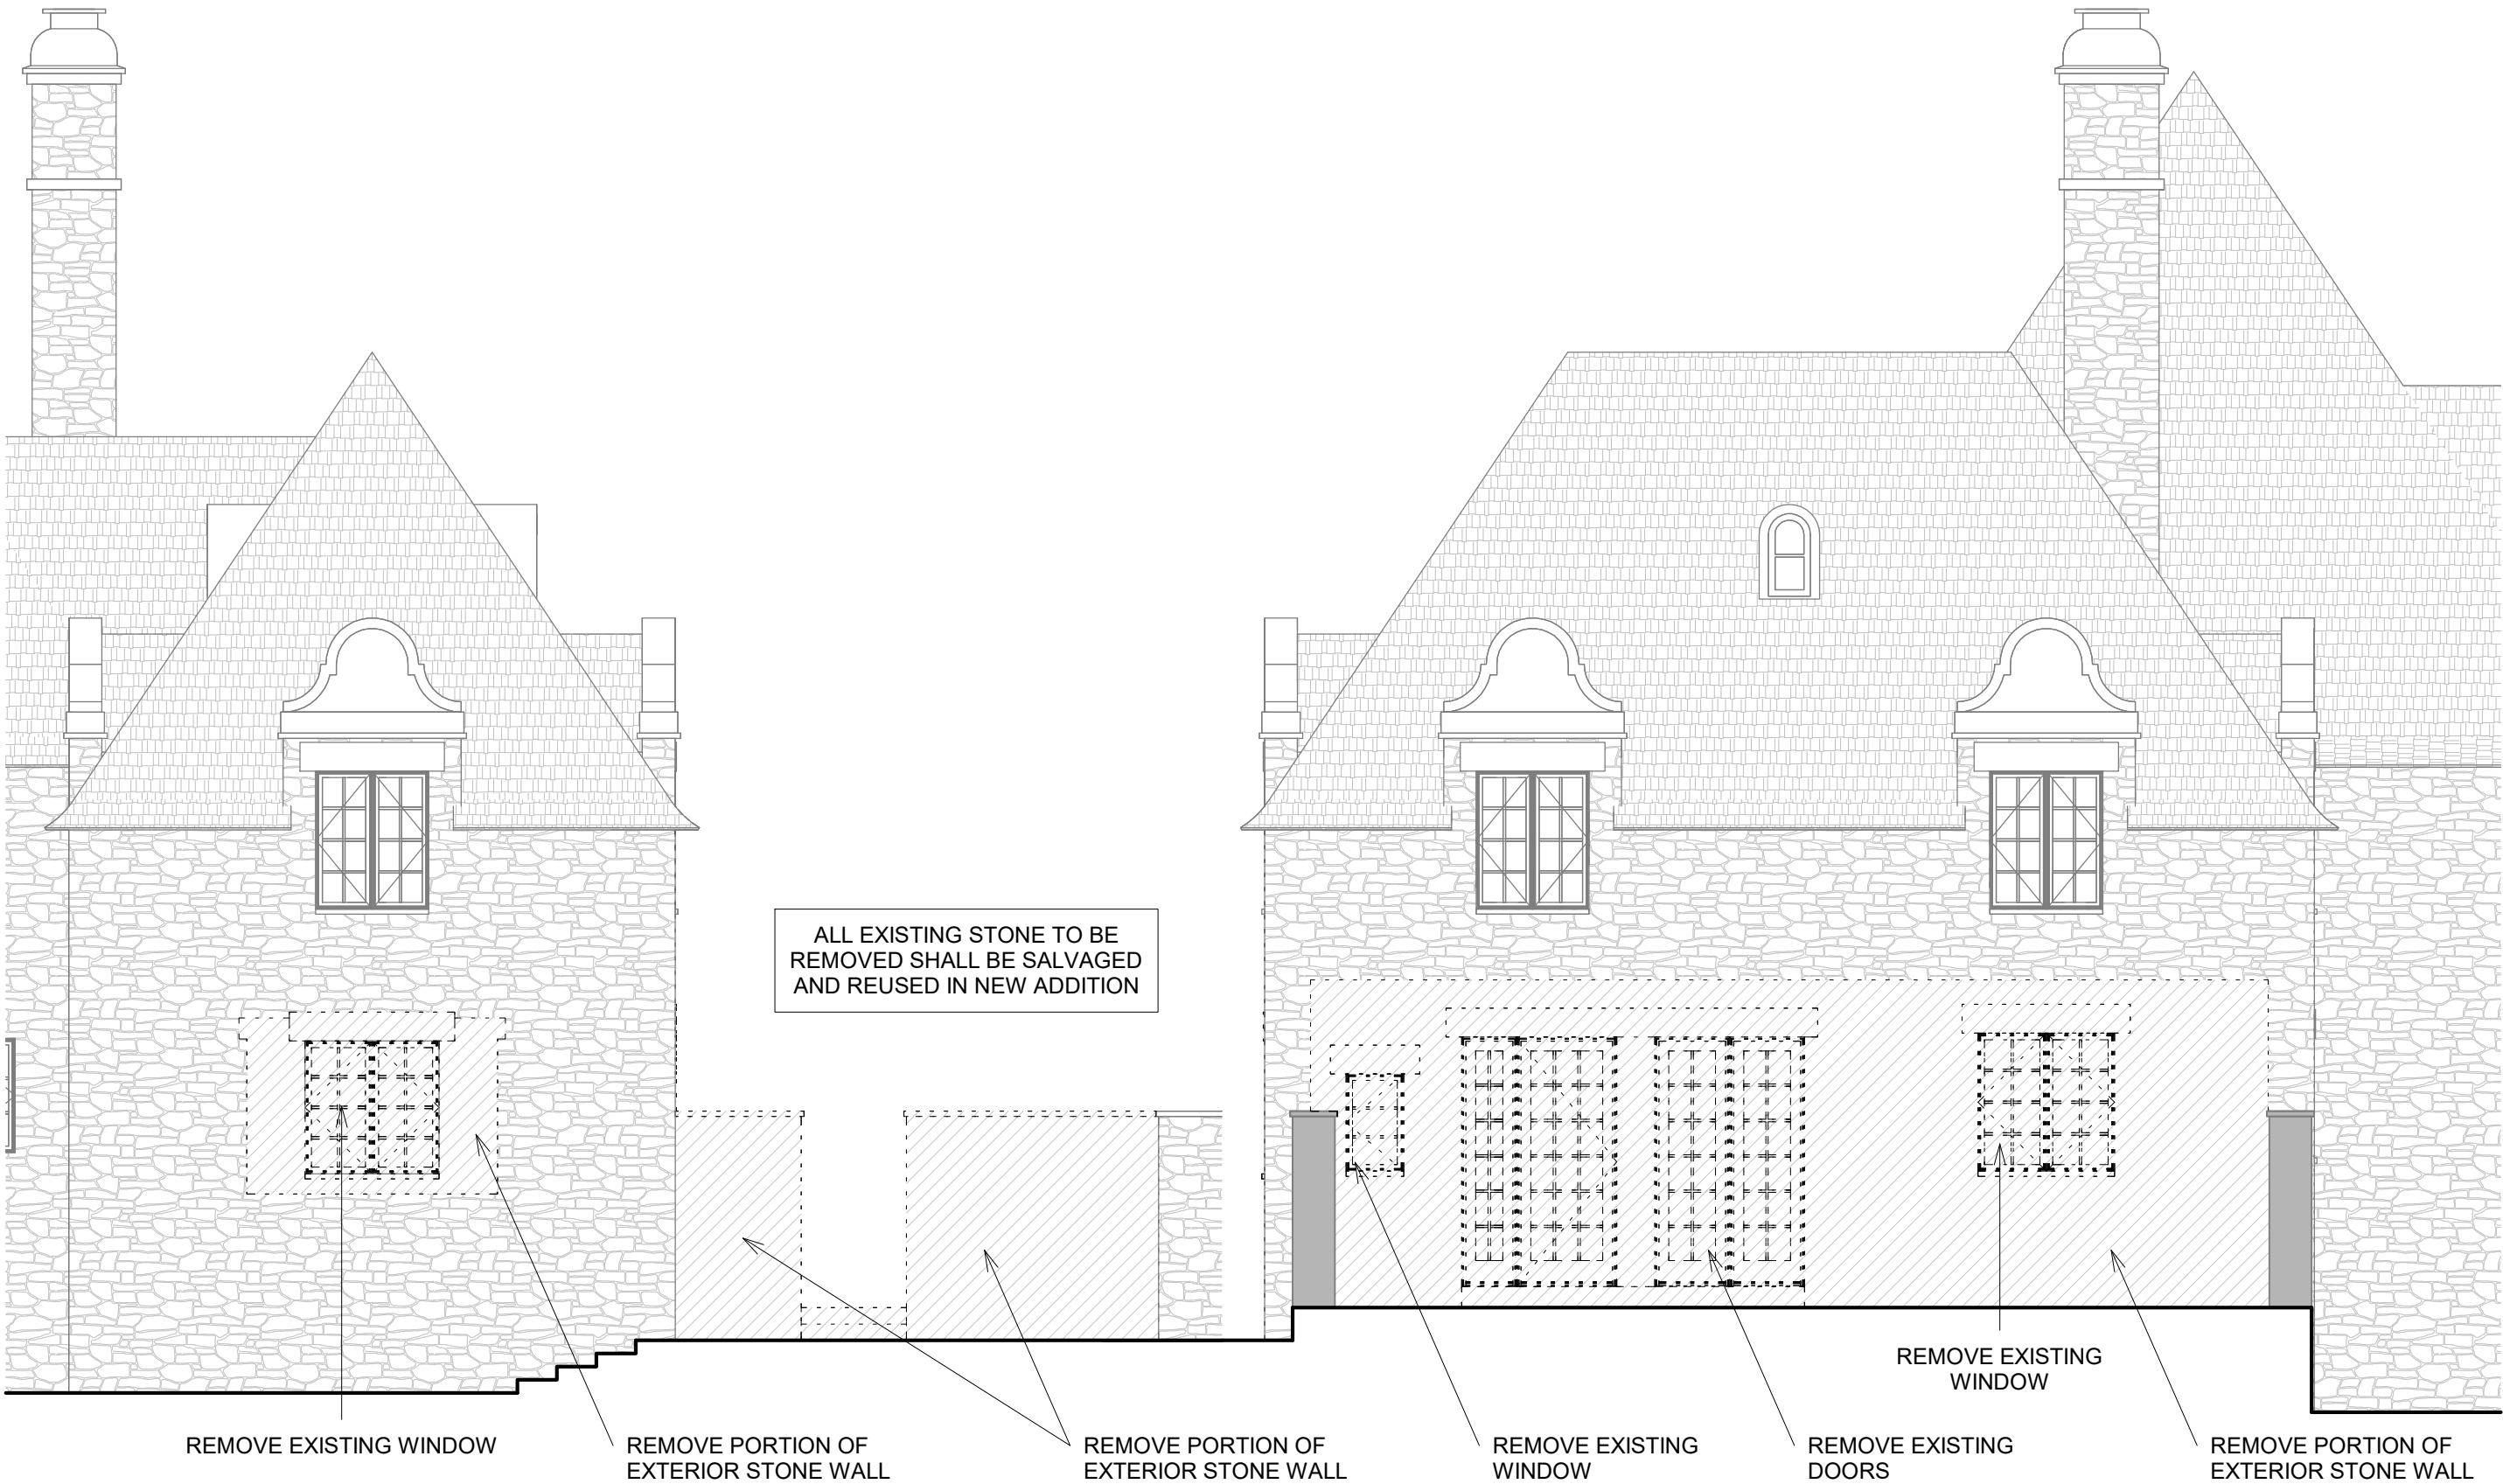 ALL EXISTING STONE TO BE
REMOVED SHALL BE SALVAGED
AND REUSED IN NEW ADDITION
REMOVE EXISTING
WINDOW
REMOVE EXISTING WINDOW
REMOVE PORTION OF
EXTERIOR STONE WALL
REMOVE PORTION OF
EXTERIOR STONE WALL
REMOVE EXISTING
WINDOW
REMOVE EXISTING
DOORS
REMOVE PORTION OF
EXTERIOR STONE WALL